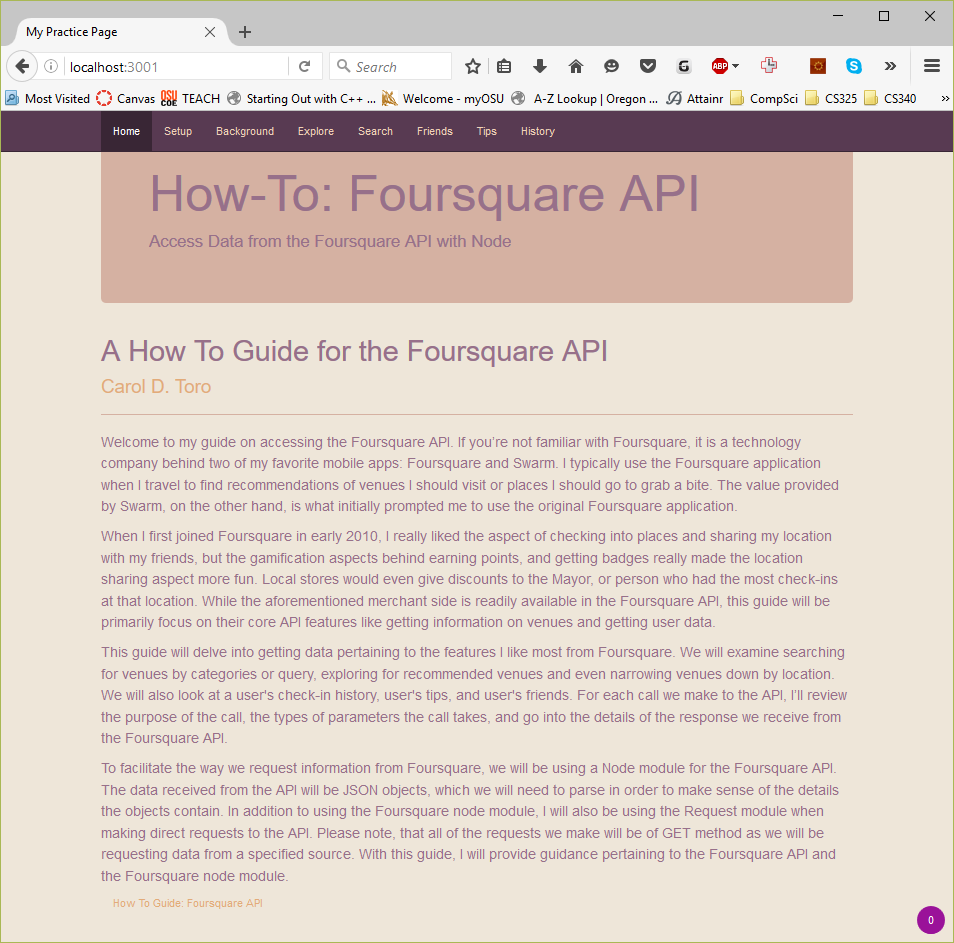 My Practice Page
localhost:3001
Search
ABP
Most Visited Canvas OSU COE TEACH Starting Out with C++ ... Welcome - myOSU A-Z Lookup | Oregon ... Attainr CompSci CS325 CS340
Home Setup Background Explore Search Friends Tips History
How-To: Foursquare API
Access Data from the Foursquare API with Node
A How To Guide for the Foursquare API
Carol D. Toro
Welcome to my guide on accessing the Foursquare API. If you're not familiar with Foursquare, it is a technology
company behind two of my favorite mobile apps: Foursquare and Swarm. I typically use the Foursquare application
when I travel to find recommendations of venues I should visit or places I should go to grab a bite. The value provided
by Swarm, on the other hand, is what initially prompted me to use the original Foursquare application.
When I first joined Foursquare in early 2010, I really liked the aspect of checking into places and sharing my location
with my friends, but the gamification aspects behind earning points, and getting badges really made the location
sharing aspect more fun. Local stores would even give discounts to the Mayor, or person who had the most check-ins
at that location. While the aforementioned merchant side is readily available in the Foursquare API, this guide will be
primarily focus on their core API features like getting information on venues and getting user data.
This guide will delve into getting data pertaining to the features I like most from Foursquare. We will examine searching
for venues by categories or query, exploring for recommended venues and even narrowing venues down by location.
We will also look at a user's check-in history, user's tips, and user's friends. For each call we make to the API, I'll review
the purpose of the call, the types of parameters the call takes, and go into the details of the response we receive from
the Foursquare API.
To facilitate the way we request information from Foursquare, we will be using a Node module for the Foursquare API.
The data received from the API will be JSON objects, which we will need to parse in order to make sense of the details
the objects contain. In addition to using the Foursquare node module, I will also be using the Request module when
making direct requests to the API. Please note, that all of the requests we make will be of GET method as we will be
requesting data from a specified source. With this guide, I will provide guidance pertaining to the Foursquare API and
the Foursquare node module.
How To Guide: Foursquare API
0